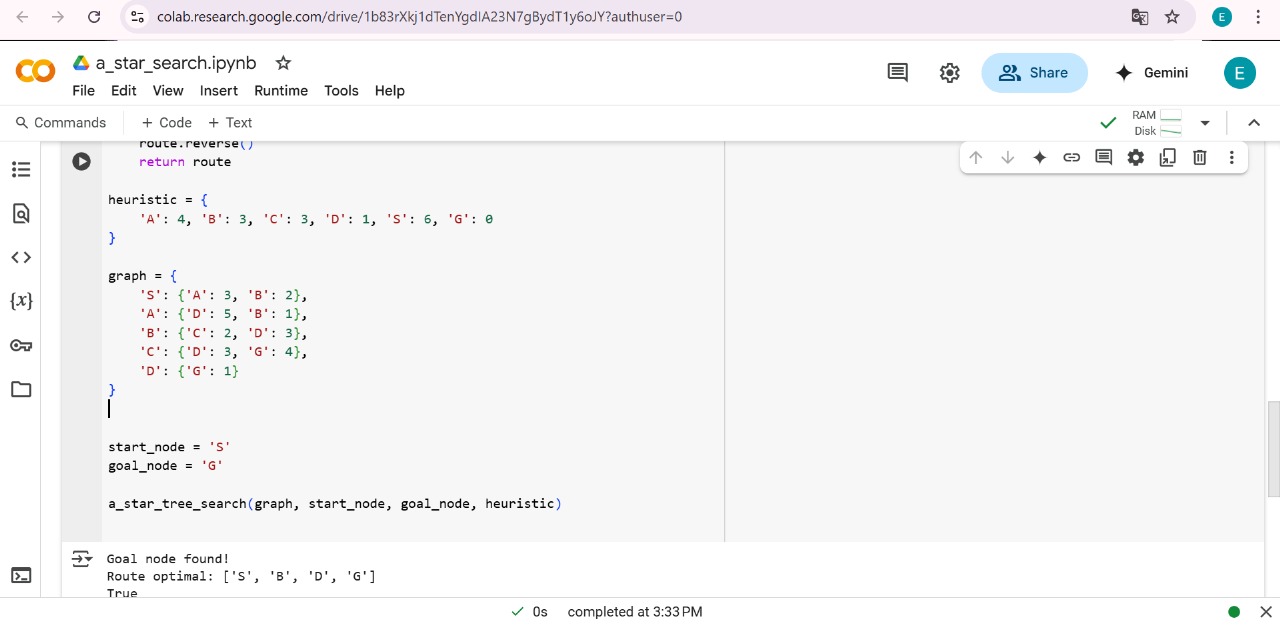 colab.research.google.com/drive/1b83rXkj1dTenYgdIA23N7gBydT1y6oJY?authuser=0
E
a_star_search.ipynb
File Edit View Insert Runtime Tools Help
Share
Gemini
E
Commands + Code + Text
RAM
Disk
route.reverse()
return route
heuristic = {
'A': 4, 'B': 3, 'C': 3, 'D': 1, 'S': 6, 'G': 0
}
graph = {
'S': {'A': 3, 'B': 2},
'A': {'D': 5, 'B': 1},
'B': {'C': 2, 'D': 3},
'C': {'D': 3, 'G': 4},
'D': {'G': 1}
}
start_node = 'S'
goal_node = 'G'
a_star_tree_search(graph, start_node, goal_node, heuristic)
Goal node found!
Route optimal: ['S', 'B', 'D', 'G']
True
0s completed at 3:33 PM